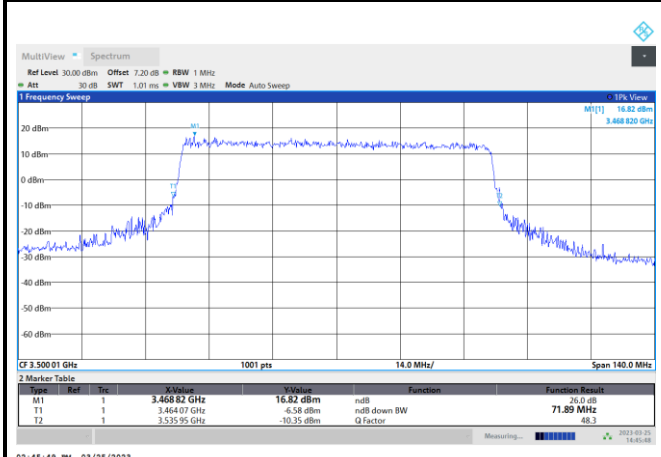 MultiView Spectrum
Ref Level 30.00 dBm Offset 7.20 dB RBW 1 MHz
Att 30 dB SWT 1.01 ms VBW 3 MHz Mode Auto Sweep
1 Frequency Sweep 1Pk View
M1[1] 16.82 dBm
3.468 820 GHz
M1
20 dBm
10 dBm
0 dBm
T1
-10 dBm
-20 dBm
-30 dBm
-40 dBm
-50 dBm
-60 dBm
CF 3.500 01 GHz 1001 pts 14.0 MHz/ Span 140.0 MHz
2 Marker Table
Type Ref Trc X-Value Y-Value Function Function Result
M1 1 3.468 82 GHz 16.82 dBm ndB 26.0 dB
T1 1 3.464 07 GHz -6.58 dBm ndB down BW 71.89 MHz
T2 1 3.535 95 GHz -10.35 dBm Q Factor 48.3
Measuring... 2023-03-25
14:45:48